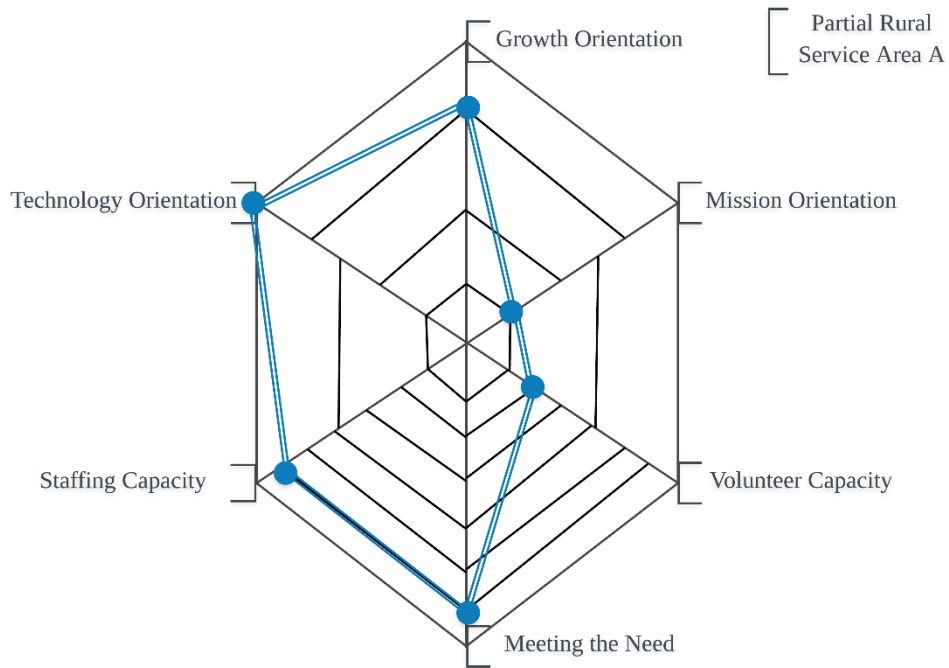 Growth Orientation
Partial Rural
Service Area A
Technology Orientation
Mission Orientation
Staffing Capacity
Volunteer Capacity
Meeting the Need